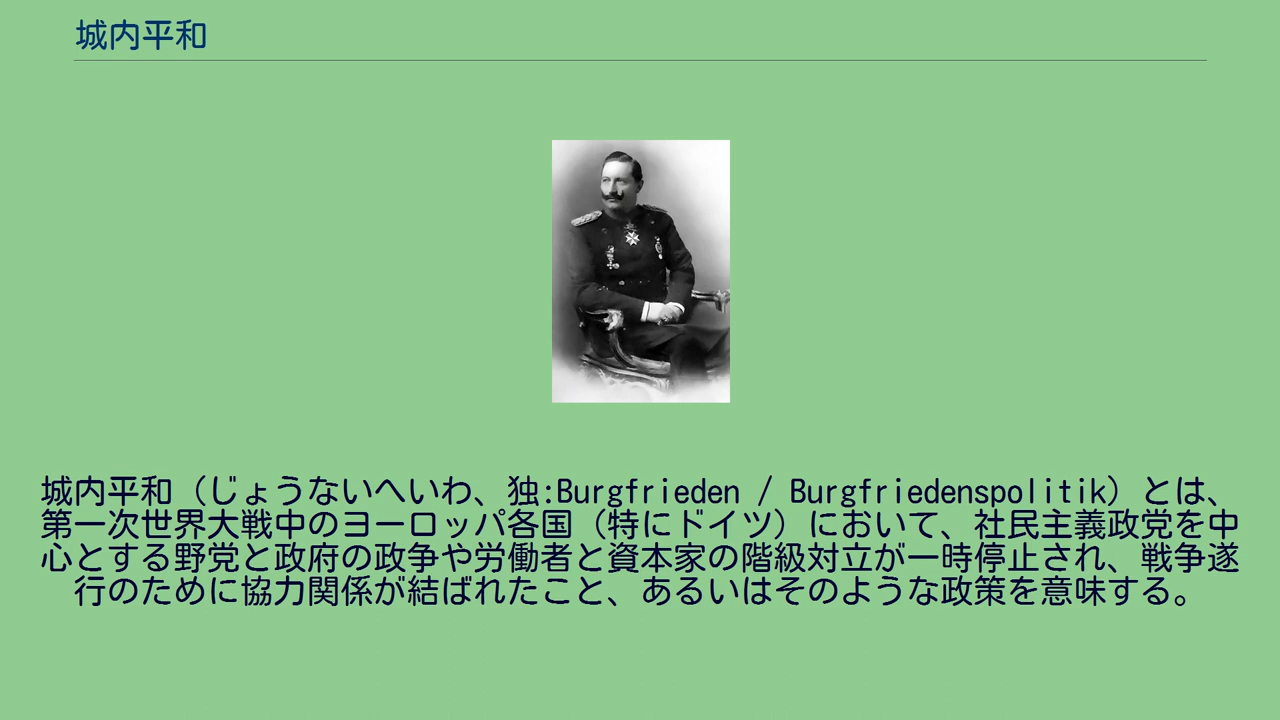 城内平和
城内平和（じょうないへいわ、独:Burgfrieden / Burgfriedenspolitik）とは、
第一次世界大戦中のヨーロッパ各国（特にドイツ）において、社民主義政党を中
心とする野党と政府の政争や労働者と資本家の階級対立が一時停止され、戦争遂
行のために協力関係が結ばれたこと、あるいはそのような政策を意味する。